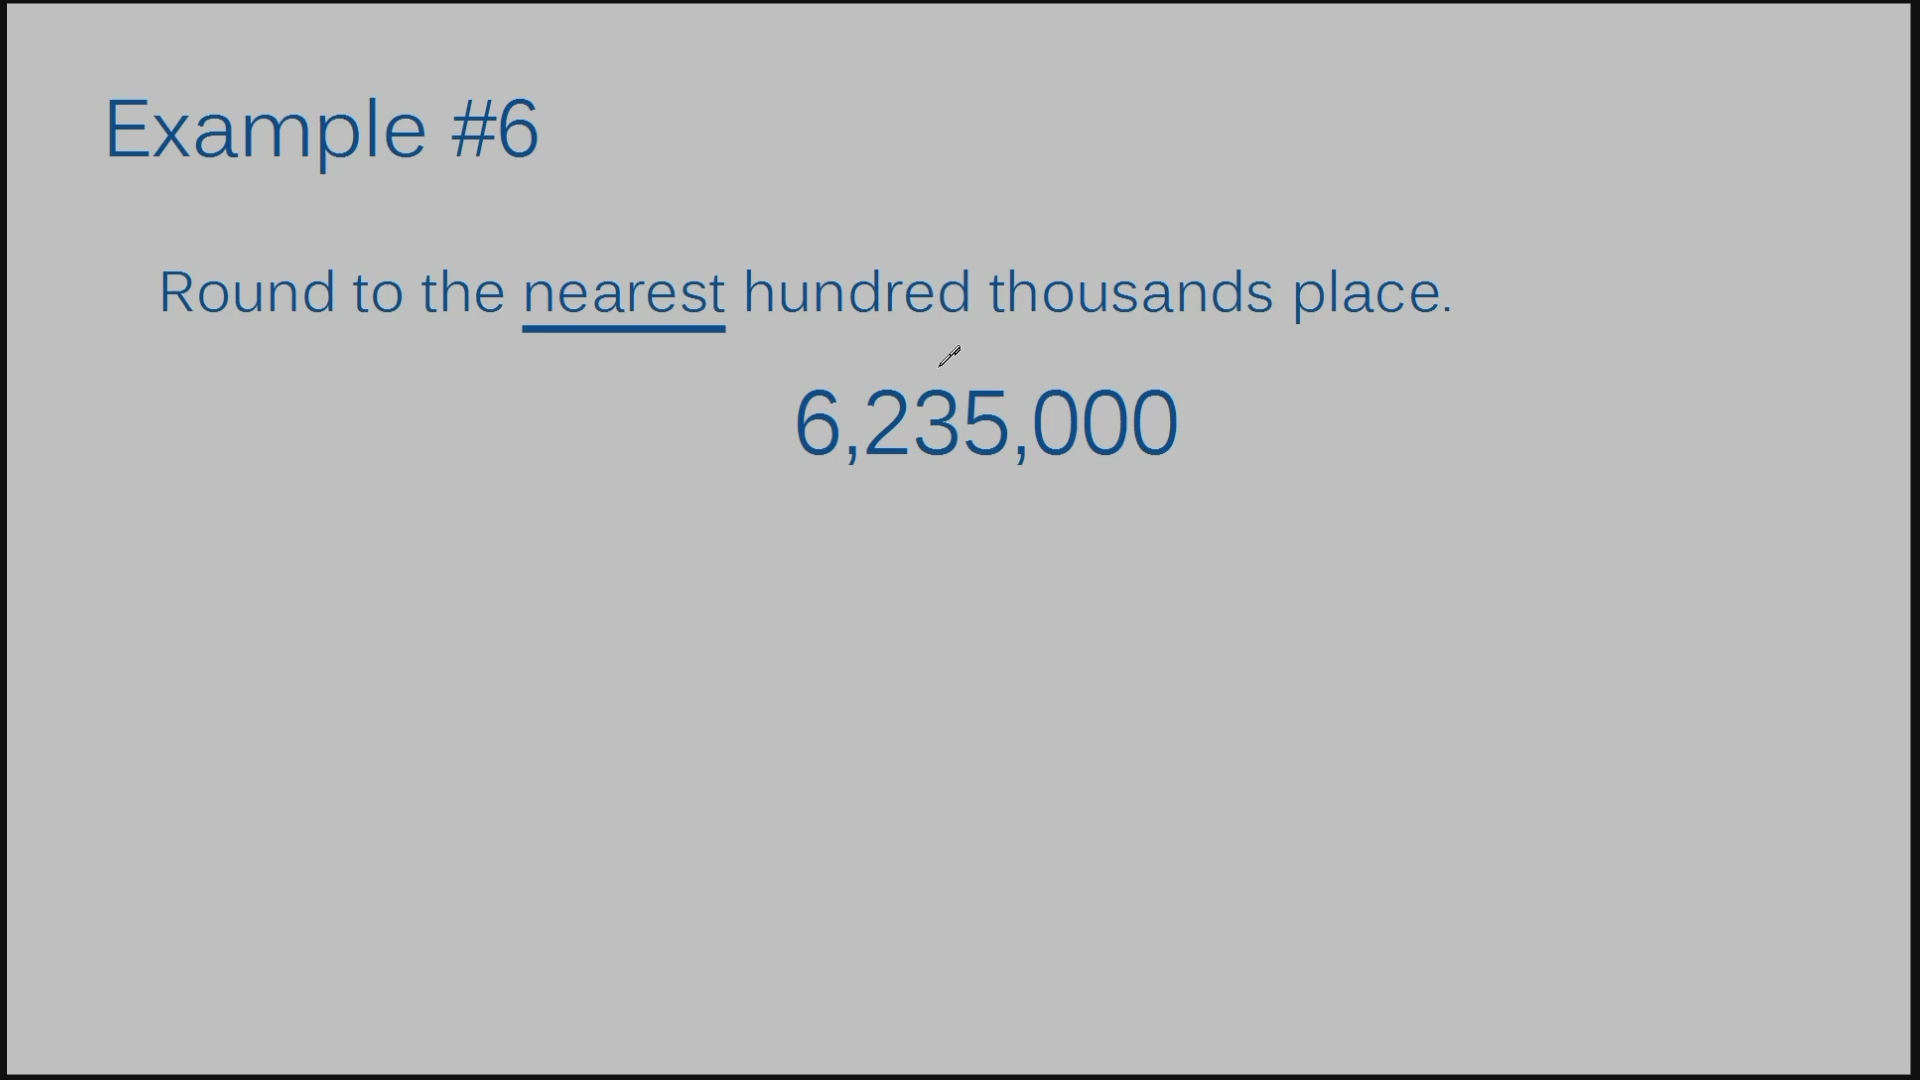 Example #6
Round to the nearest hundred thousands place.
6,235,000